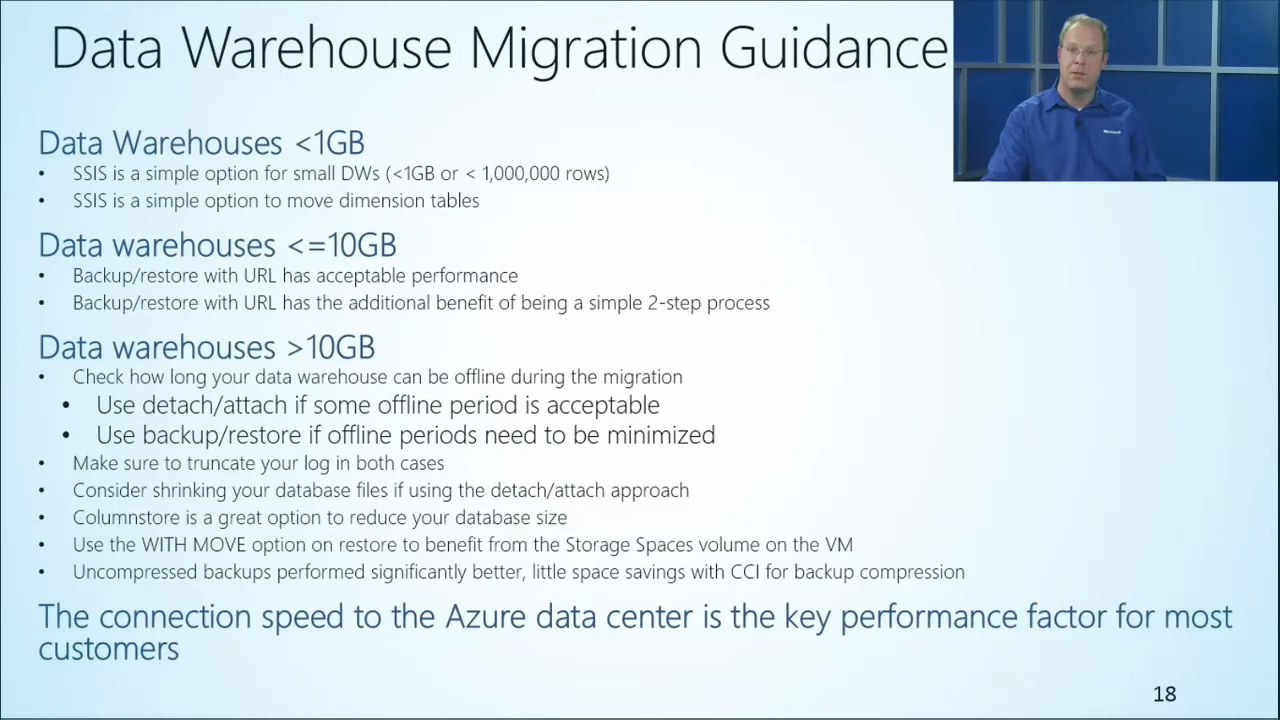 Data Warehouse Migration Guidance
Microsoft
Data Warehouses <1GB
• SSIS is a simple option for small DWs (<1GB or < 1,000,000 rows)
• SSIS is a simple option to move dimension tables
Data warehouses <=10GB
• Backup/restore with URL has acceptable performance
• Backup/restore with URL has the additional benefit of being a simple 2-step process
Data warehouses >10GB
• Check how long your data warehouse can be offline during the migration
• Use detach/attach if some offline period is acceptable
• Use backup/restore if offline periods need to be minimized
• Make sure to truncate your log in both cases
• Consider shrinking your database files if using the detach/attach approach
• Columnstore is a great option to reduce your database size
• Use the WITH MOVE option on restore to benefit from the Storage Spaces volume on the VM
• Uncompressed backups performed significantly better, little space savings with CCI for backup compression
The connection speed to the Azure data center is the key performance factor for most
customers
18